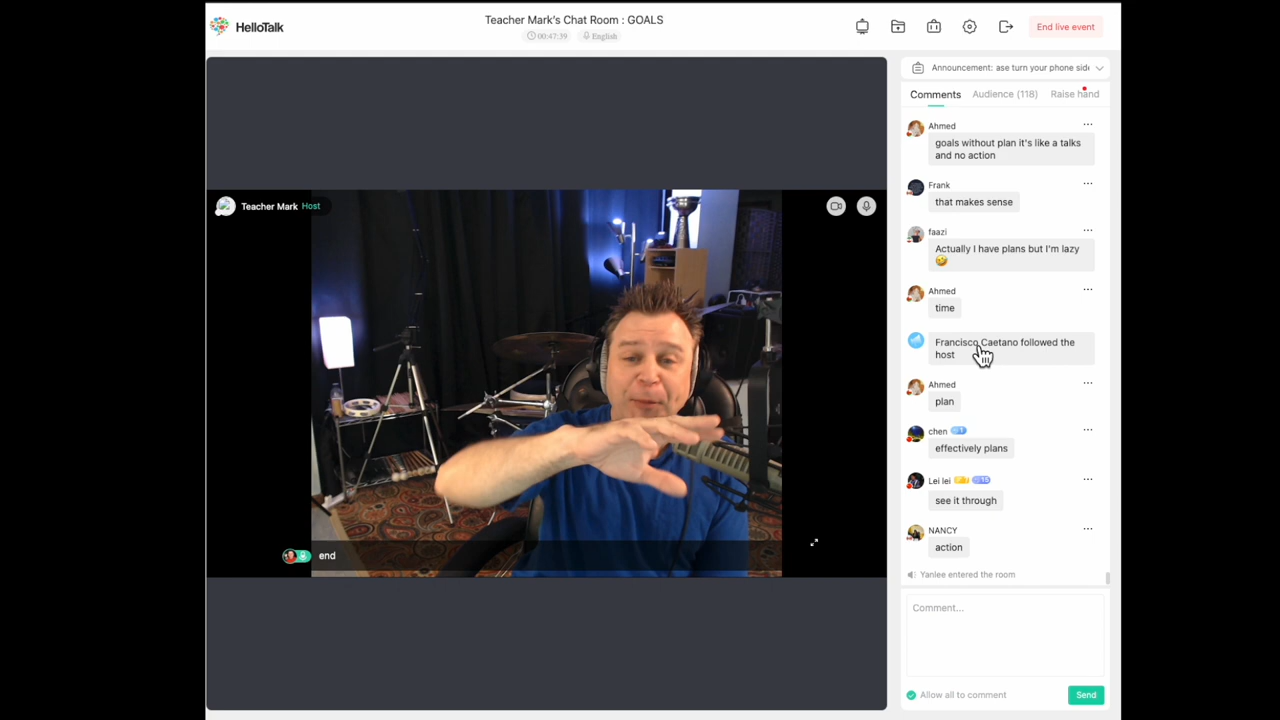 HelloTalk
Teacher Mark's Chat Room : GOALS
00:47:39 English
End live event
Announcement: ase turn your phone side
Comments Audience (118) Raise hand
Teacher Mark Host
end
Ahmed
goals without plan it's like a talks
and no action
Frank
that makes sense
faazi
Actually I have plans but I'm lazy
🤣
Ahmed
time
Francisco Caetano followed the
host
Ahmed
plan
chen 1
effectively plans
Lei lei 15
see it through
NANCY
action
Yanlee entered the room
Comment...
Allow all to comment
Send